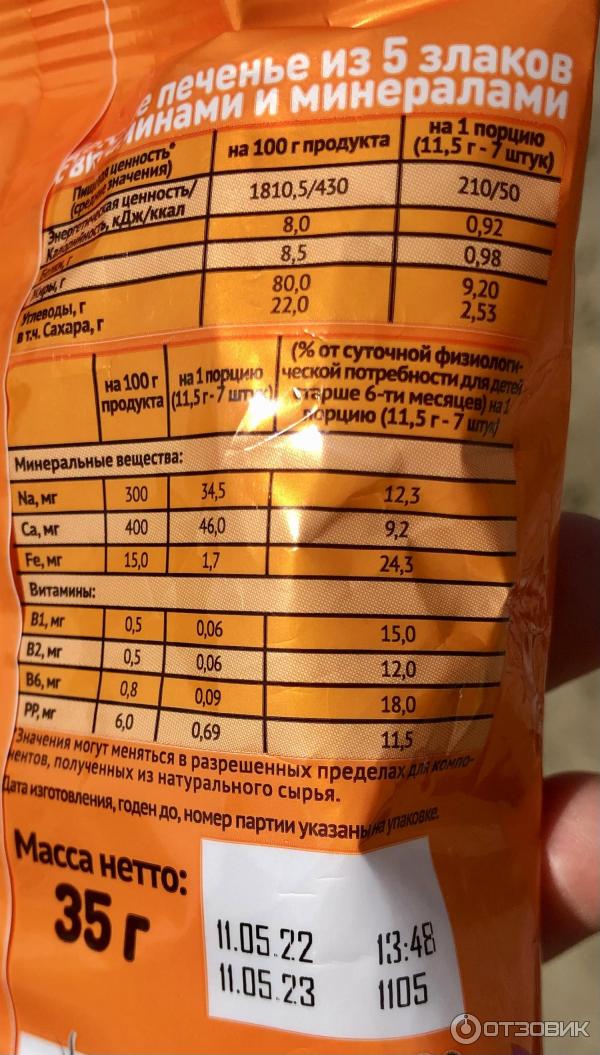 печенье из 5 злаков
и минералами
Пищевая ценность* (средние значения) на 100 г продукта на 1 порцию (11,5 г - 7 штук)
Энергетическая ценность/ Калорийность, кДж/ккал 1810,5/430 210/50
Белки, г 8,0 0,92
Жиры, г 8,5 0,98
Углеводы, г 80,0 9,20
в т.ч. Сахара, г 22,0 2,53
на 100 г продукта на 1 порцию (11,5 г - 7 штук) (% от суточной физиологи-
ческой потребности для детей
старше 6-ти месяцев) на 1
порцию (11,5 г - 7 штук)
Минеральные вещества:
Na, мг 300 34,5 12,3
Ca, мг 400 46,0 9,2
Fe, мг 15,0 1,7 24,3
Витамины:
B1, мг 0,5 0,06 15,0
B2, мг 0,5 0,06 12,0
B6, мг 0,8 0,09 18,0
PP, мг 6,0 0,69 11,5
*Значения могут меняться в разрешенных пределах для компо-
нентов, полученных из натурального сырья.
Дата изготовления, годен до, номер партии указаны на упаковке.
Масса нетто:
35 г
11.05.22 13:48
11.05.23 1105
ОТЗОВИК